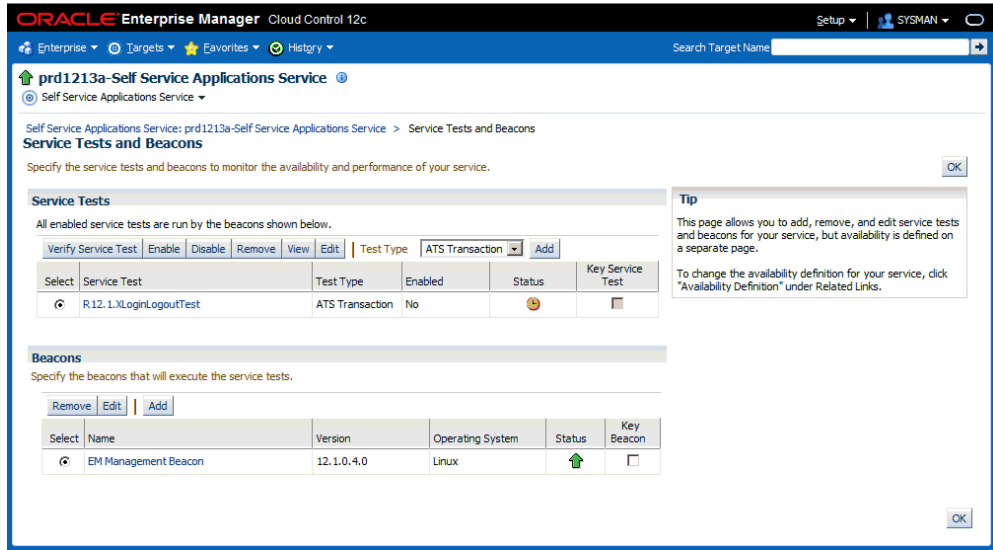 ORACLE Enterprise Manager Cloud Control 12c
Setup SYSMAN
Enterprise Targets Favorites History Search Target Name
prd1213a-Self Service Applications Service
Self Service Applications Service
Self Service Applications Service: prd1213a-Self Service Applications Service > Service Tests and Beacons
Service Tests and Beacons
Specify the service tests and beacons to monitor the availability and performance of your service.
OK
Service Tests
All enabled service tests are run by the beacons shown below.
Verify Service Test Enable Disable Remove View Edit Test Type ATS Transaction Add
Select Service Test Test Type Enabled Status Key Service Test
R12.1.XLoginLogoutTest ATS Transaction No
Tip
This page allows you to add, remove, and edit service tests
and beacons for your service, but availability is defined on
a separate page.
To change the availability definition for your service, click
"Availability Definition" under Related Links.
Beacons
Specify the beacons that will execute the service tests.
Remove Edit Add
Select Name Version Operating System Status Key Beacon
EM Management Beacon 12.1.0.4.0 Linux
OK